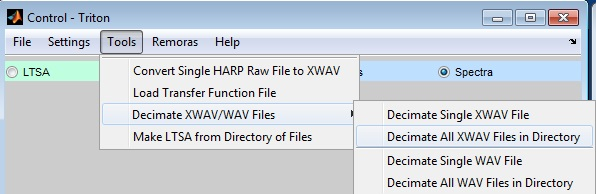 Control - Triton
File Settings Tools Remoras Help
LTSA
Spectra
Convert Single HARP Raw File to XWAV
Load Transfer Function File
Decimate XWAV/WAV Files
Make LTSA from Directory of Files
Decimate Single XWAV File
Decimate All XWAV Files in Directory
Decimate Single WAV File
Decimate All WAV Files in Directory